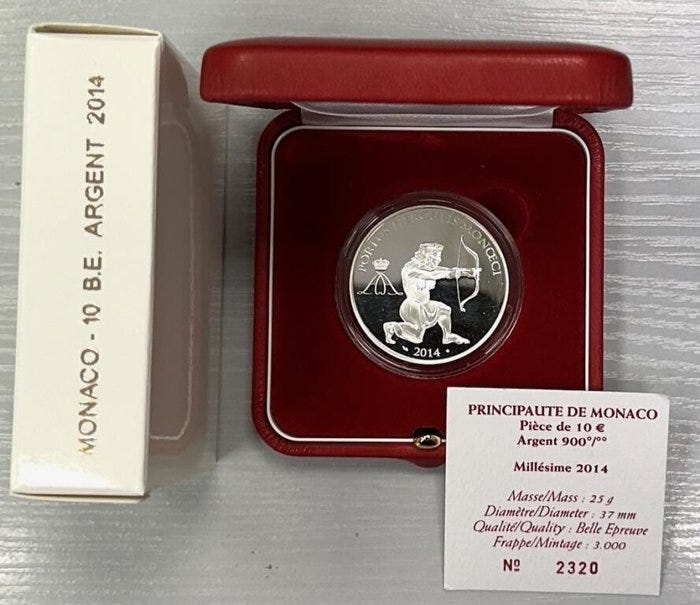 MONACO - 10 B.E. ARGENT 2014
PORTUS HERCULIS MONŒCI
2014
PRINCIPAUTE DE MONACO
Pièce de 10 €
Argent 900°/°°
Millésime 2014
Masse/Mass : 25 g
Diamètre/Diameter : 37 mm
Qualité/Quality : Belle Epreuve
Frappe/Mintage : 3.000
Nº 2320